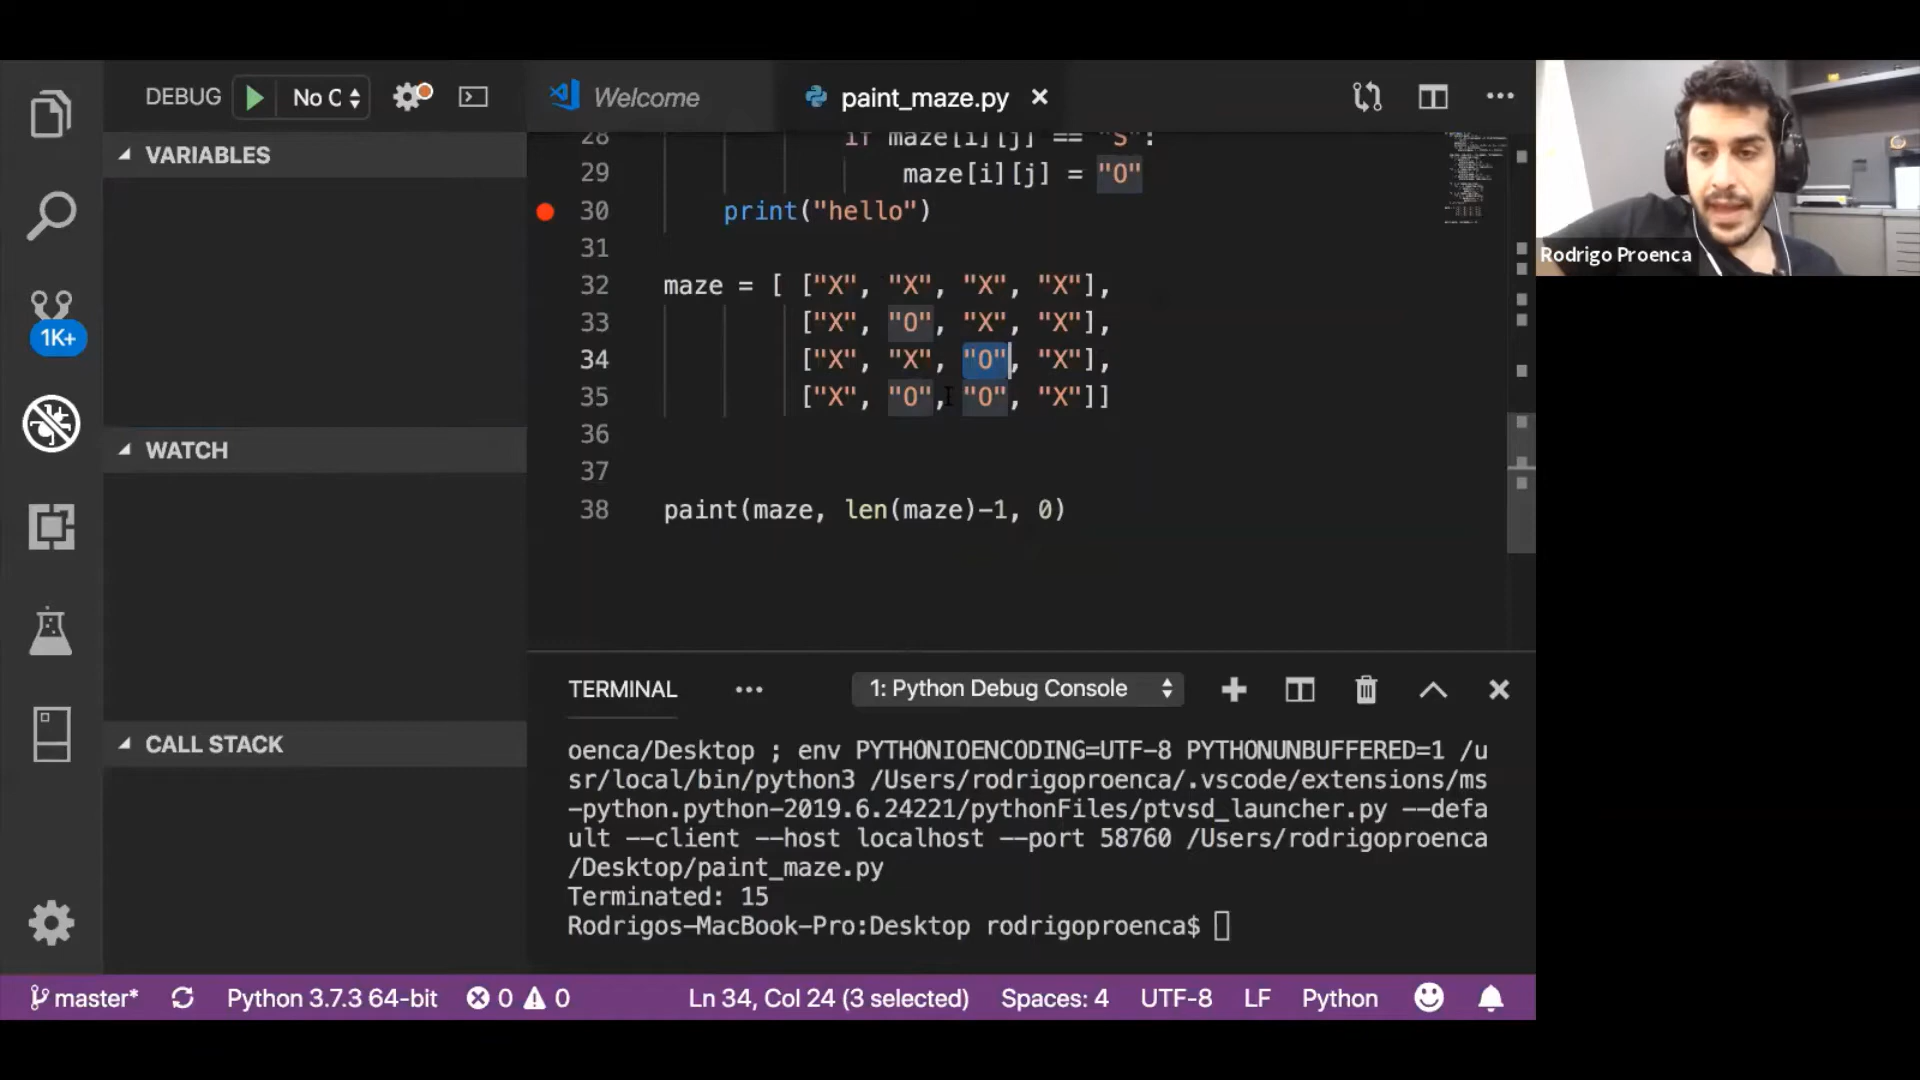 DEBUG No C
Welcome
paint_maze.py
VARIABLES
WATCH
CALL STACK
1K+
28 if maze[i][j] == "S":
29 maze[i][j] = "O"
30 print("hello")
31
32 maze = [ ["X", "X", "X", "X"],
33 ["X", "O", "X", "X"],
34 ["X", "X", "O", "X"],
35 ["X", "O", "O", "X"]]
36
37
38 paint(maze, len(maze)-1, 0)
TERMINAL ... 1: Python Debug Console
oenca/Desktop ; env PYTHONIOENCODING=UTF-8 PYTHONUNBUFFERED=1 /u
sr/local/bin/python3 /Users/rodrigoproenca/.vscode/extensions/ms
-python.python-2019.6.24221/pythonFiles/ptvsd_launcher.py --defa
ult --client --host localhost --port 58760 /Users/rodrigoproenca
/Desktop/paint_maze.py
Terminated: 15
Rodrigos-MacBook-Pro:Desktop rodrigoproenca$
master* Python 3.7.3 64-bit 0 0 Ln 34, Col 24 (3 selected) Spaces: 4 UTF-8 LF Python
Rodrigo Proenca